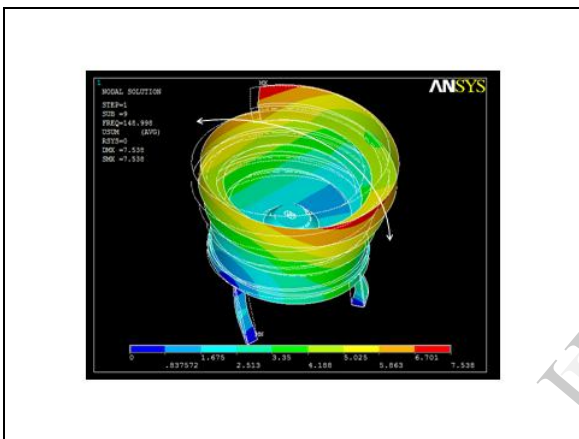 1
NODAL SOLUTION
STEP=1
SUB =9
FREQ=148.998
USUM (AVG)
RSYS=0
DMX =7.538
SMX =7.538
ANSYS
MX
MN
0 1.675 3.35 5.025 6.701
.837572 2.513 4.188 5.863 7.538